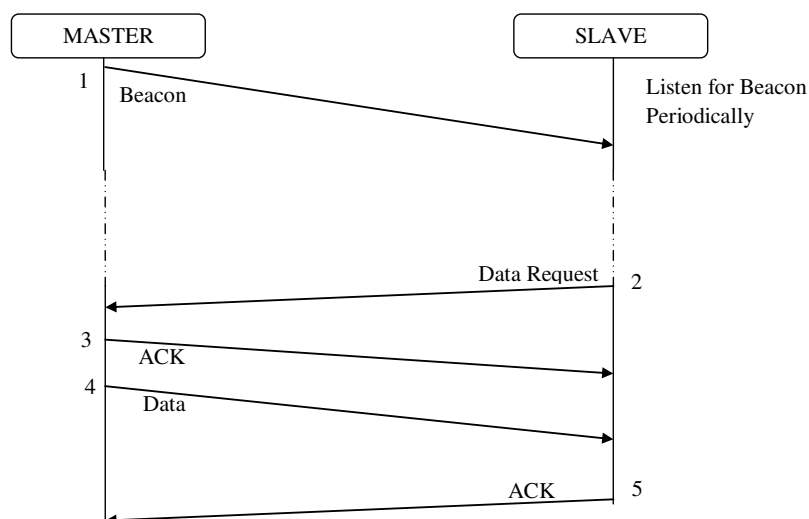 MASTER
SLAVE
1
Beacon
Listen for Beacon
Periodically
Data Request
2
3
ACK
4
Data
ACK
5